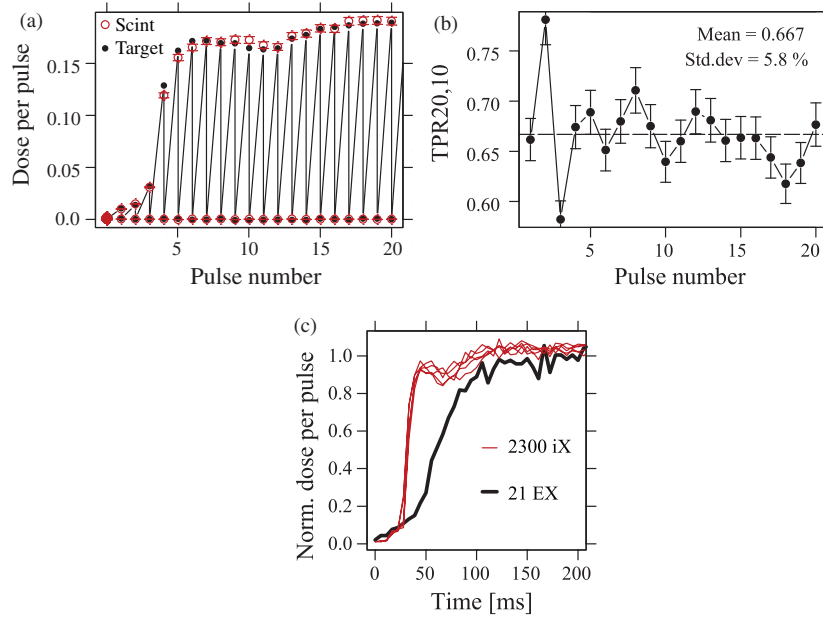 (a)
Scint
Target
Dose per pulse
0.15
0.10
0.05
0.0
5
10
15
20
Pulse number
(b)
Mean = 0.667
Std.dev = 5.8 %
TPR20,10
0.75
0.70
0.65
0.60
0
5
10
15
20
Pulse number
(c)
Norm. dose per pulse
1.0
0.8
0.6
0.4
0.2
0.0
2300 iX
21 EX
0
50
100
150
200
Time [ms]